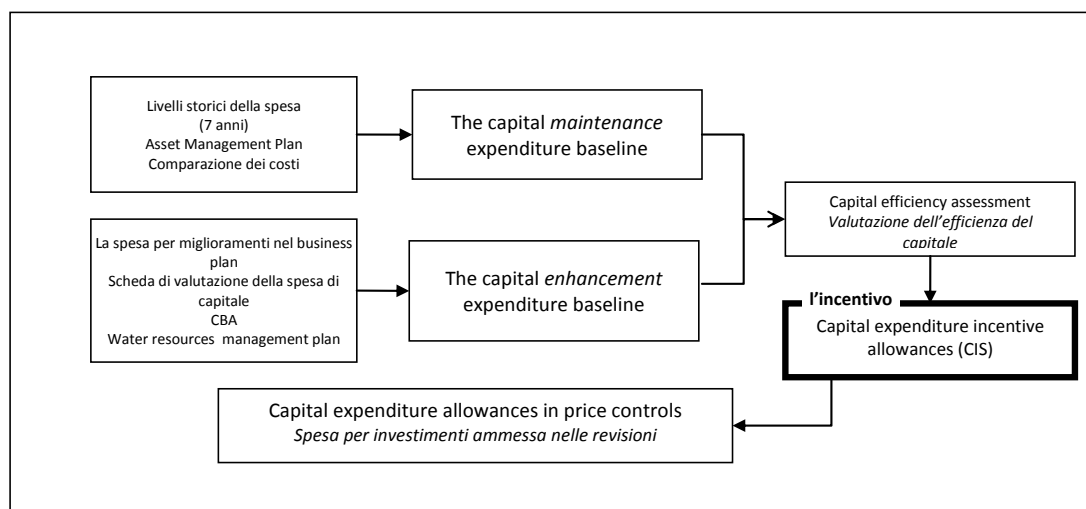 Livelli storici della spesa
(7 anni)
Asset Management Plan
Comparazione dei costi
The capital maintenance
expenditure baseline
La spesa per miglioramenti nel business
plan
Scheda di valutazione della spesa di
capitale
CBA
Water resources management plan
The capital enhancement
expenditure baseline
Capital efficiency assessment
Valutazione dell'efficienza del
capitale
l'incentivo
Capital expenditure incentive
allowances (CIS)
Capital expenditure allowances in price controls
Spesa per investimenti ammessa nelle revisioni